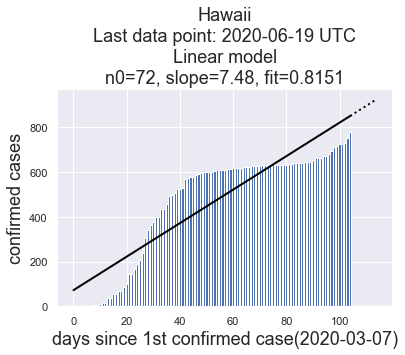 Hawaii
Last data point: 2020-06-19 UTC
Linear model
n0=72, slope=7.48, fit=0.8151
confirmed cases
800
600
400
200
0
0 20 40 60 80 100
days since 1st confirmed case(2020-03-07)